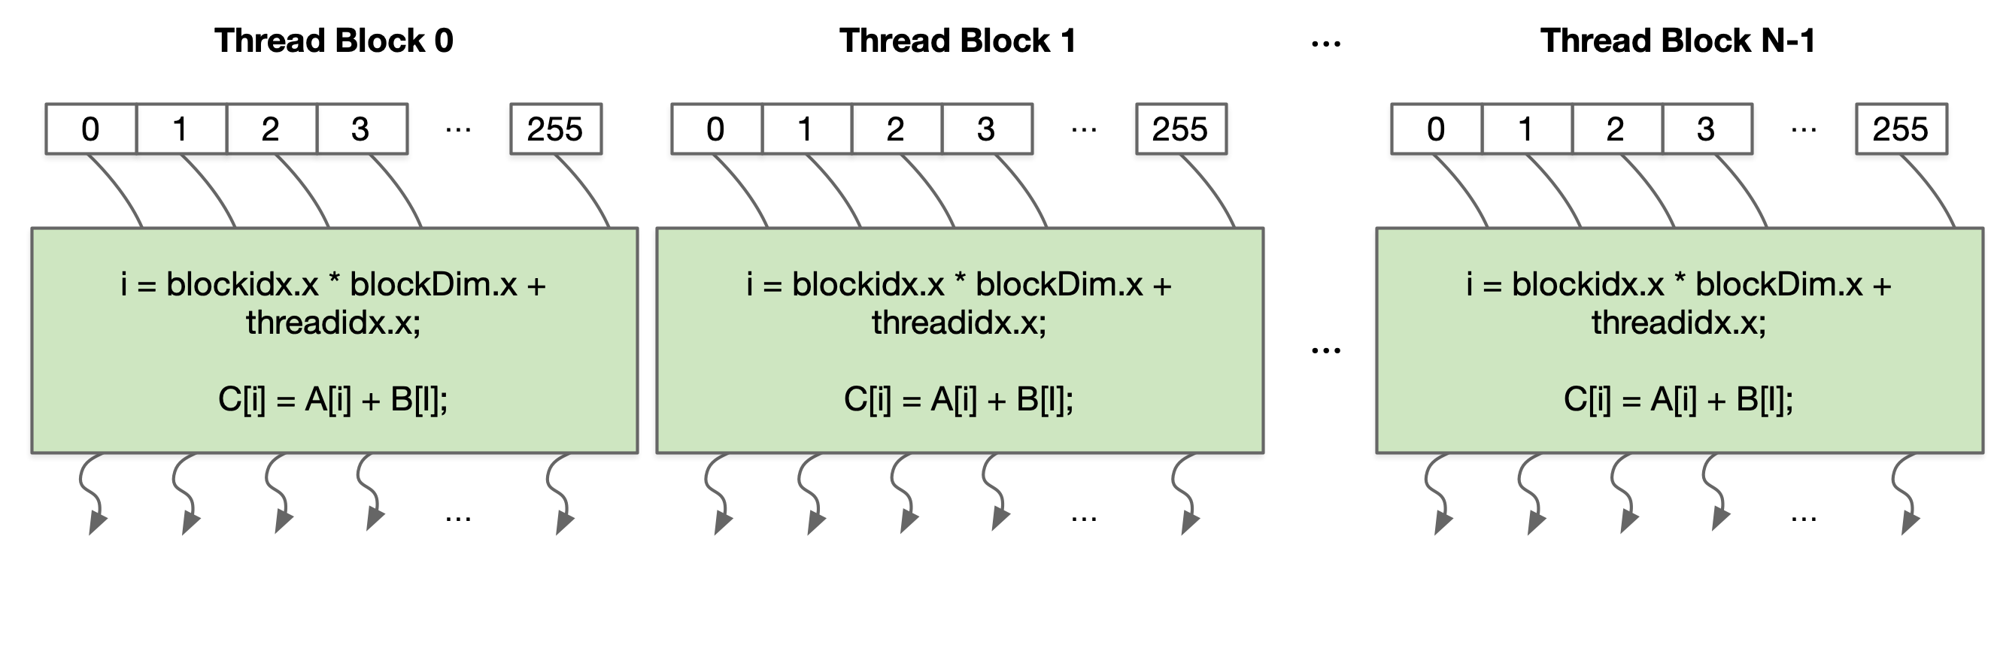 Thread Block 0
Thread Block 1
...
Thread Block N-1
0 1 2 3 ... 255
0 1 2 3 ... 255
0 1 2 3 ... 255
i = blockidx.x * blockDim.x +
threadidx.x;
C[i] = A[i] + B[I];
i = blockidx.x * blockDim.x +
threadidx.x;
C[i] = A[i] + B[I];
...
i = blockidx.x * blockDim.x +
threadidx.x;
C[i] = A[i] + B[I];
...
...
...